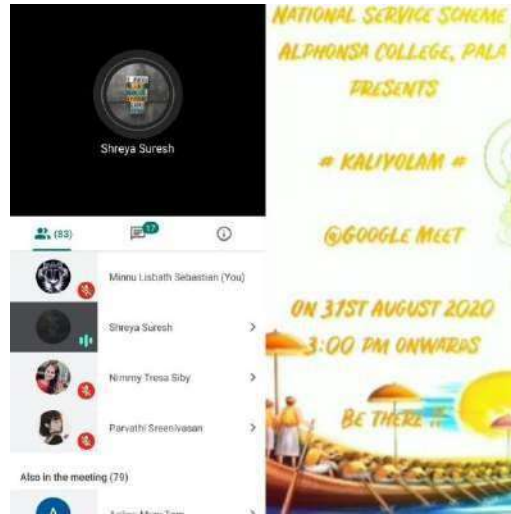 Shreya Suresh
(83)
17
Minnu Lisbath Sebastian (You)
Shreya Suresh
Nimmy Tresa Siby
Parvathi Sreenivasan
Also in the meeting (79)
A
NATIONAL SERVICE SCHEME
ALPHONSA COLLEGE, PALA
PRESENTS
# KALIYOLAM #
@GOOGLE MEET
ON 31ST AUGUST 2020
3:00 PM ONWARDS
BE THERE !!